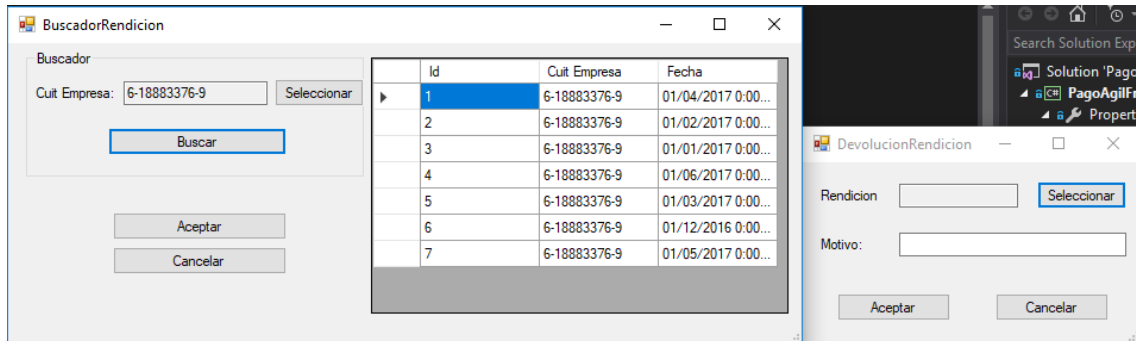 BuscadorRendicion
Buscador
Cuit Empresa: 6-18883376-9 Seleccionar
Buscar
Aceptar
Cancelar
Id Cuit Empresa Fecha
1 6-18883376-9 01/04/2017 0:00...
2 6-18883376-9 01/02/2017 0:00...
3 6-18883376-9 01/01/2017 0:00...
4 6-18883376-9 01/06/2017 0:00...
5 6-18883376-9 01/03/2017 0:00...
6 6-18883376-9 01/12/2016 0:00...
7 6-18883376-9 01/05/2017 0:00...
Search Solution Exp
Solution 'Pago
C# PagoAgilFr
Propert
DevolucionRendicion
Rendicion Seleccionar
Motivo:
Aceptar Cancelar